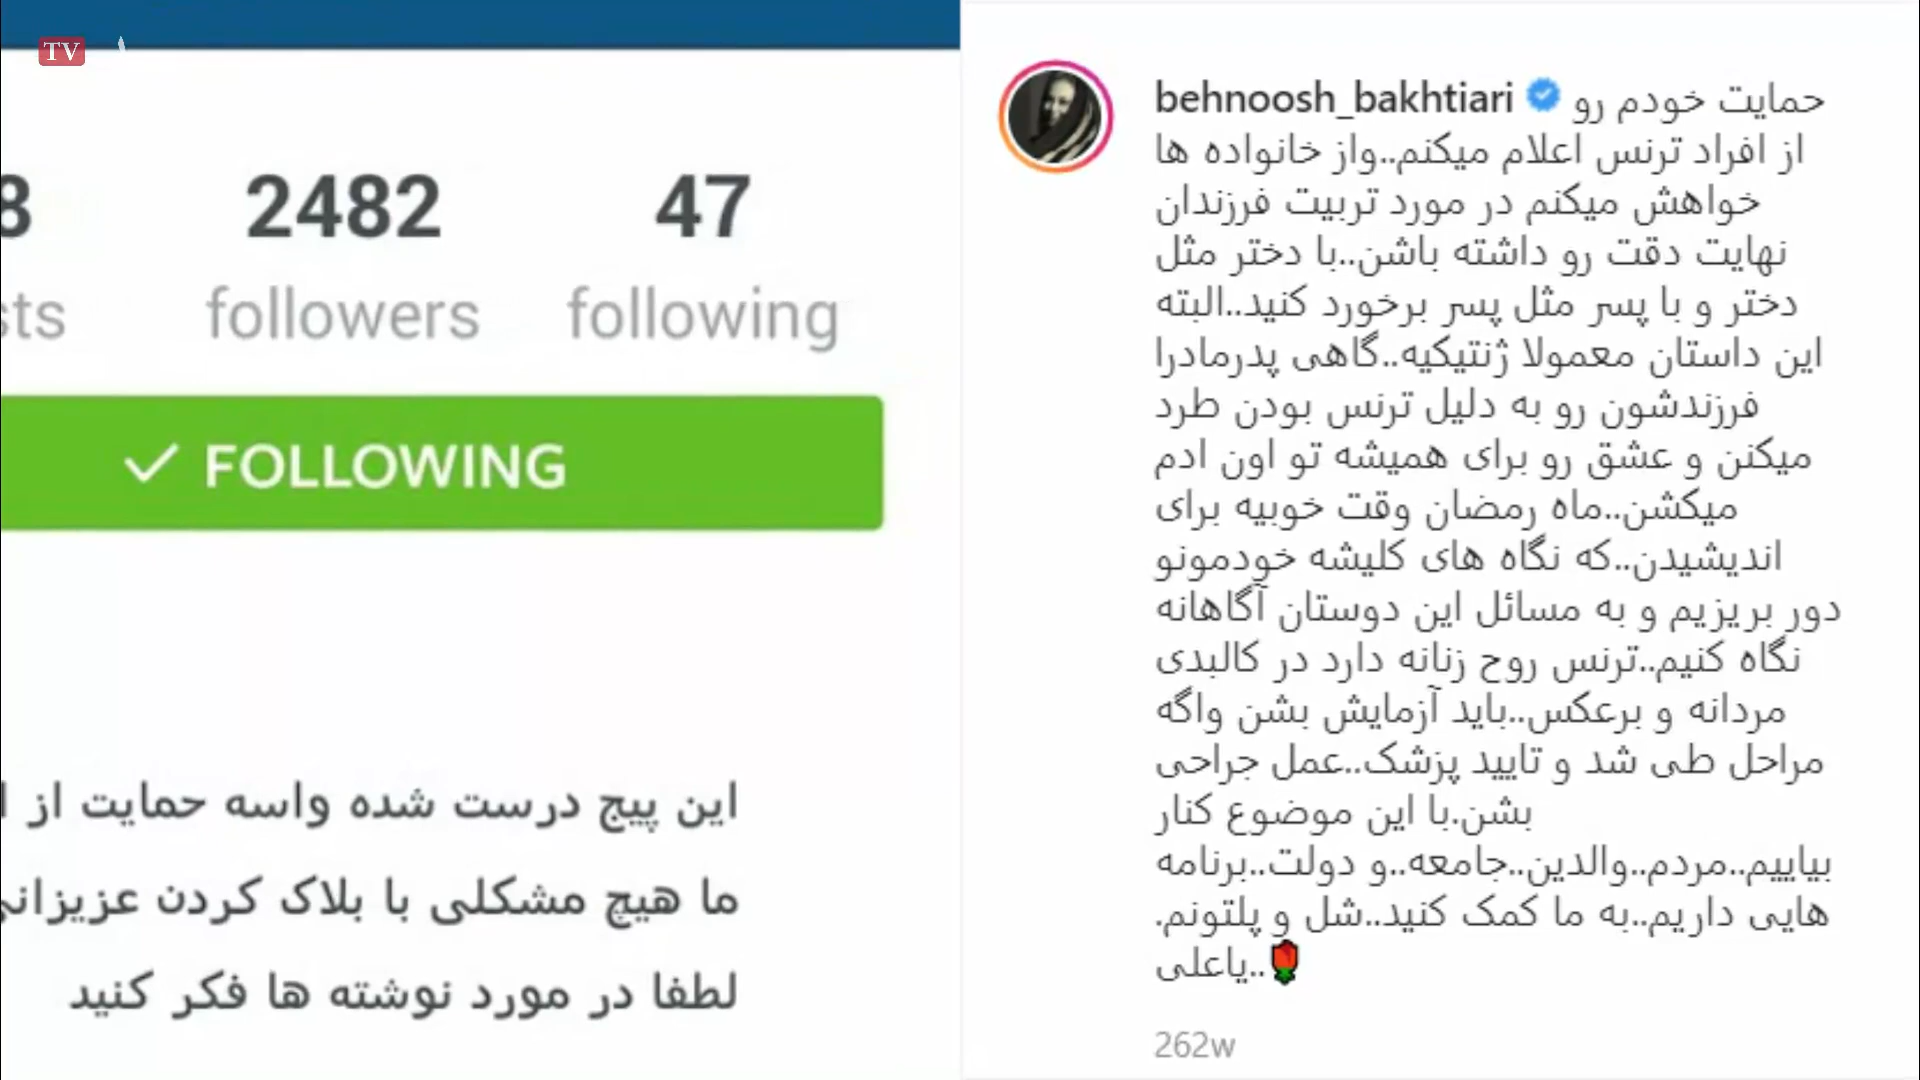 TV
8 2482 47
sts followers following
✓ FOLLOWING
این پیج درست شده واسه حمایت از
ما هیچ مشکلی با بلاک کردن عزیزانی
لطفا در مورد نوشته ها فکر کنید
behnoosh_bakhtiari حمایت خودم رو
از افراد ترنس اعلام میکنم..واز خانواده ها
خواهش میکنم در مورد تربیت فرزندان
نهایت دقت رو داشته باشن..با دختر مثل
دختر و با پسر مثل پسر برخورد کنید..البته
این داستان معمولا ژنتیکیه..گاهی پدرمادرا
فرزندشون رو به دلیل ترنس بودن طرد
میکنن و عشق رو برای همیشه تو اون ادم
میکشن..ماه رمضان وقت خوبیه برای
اندیشیدن..که نگاه های کلیشه خودمونو
دور بریزیم و به مسائل این دوستان آگاهانه
نگاه کنیم..ترنس روح زنانه دارد در کالبدی
مردانه و برعکس..باید آزمایش بشن واگه
مراحل طی شد و تایید پزشک..عمل جراحی
بشن.با این موضوع کنار
بیاییم..مردم..والدین..جامعه..و دولت..برنامه
هایی داریم..به ما کمک کنید..شل و پلتونم.
🌹..یاعلی
262w